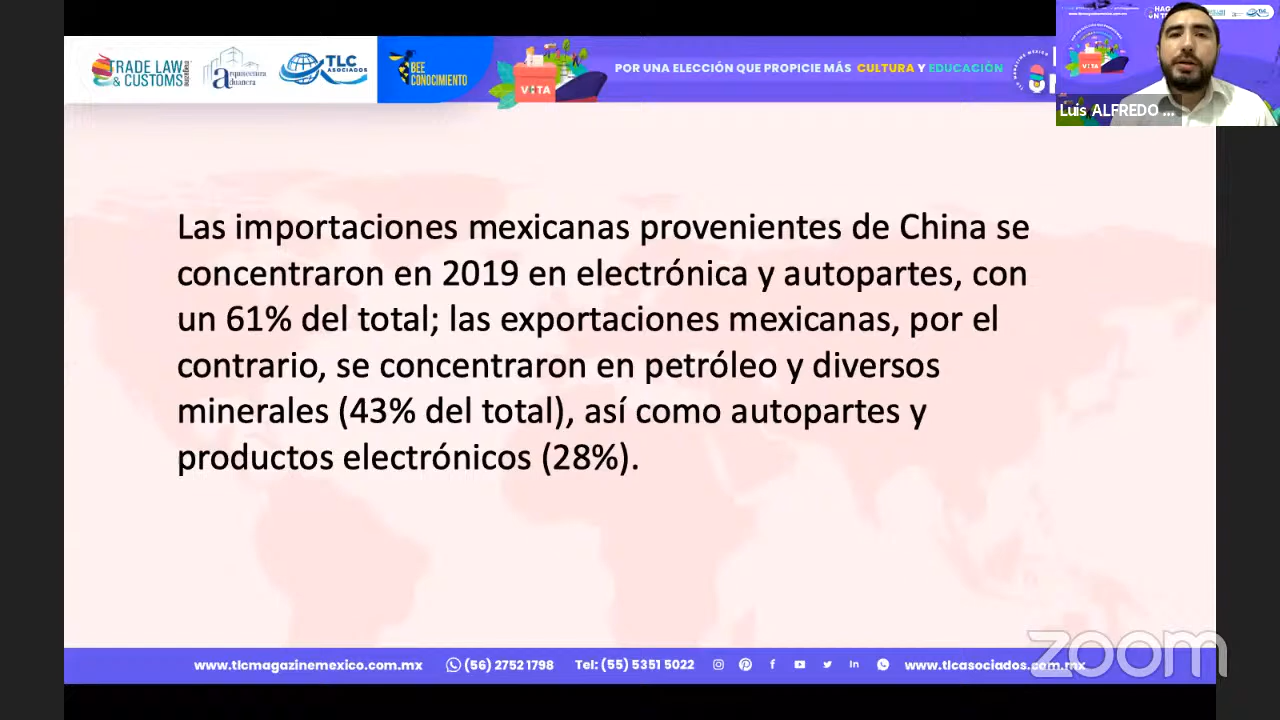 TRADE LAW
& CUSTOMS
Arquitectura
Aduanera
TLC
ASOCIADOS
BEE
CONOCIMIENTO
VOTA
POR UNA ELECCIÓN QUE PROPICIE MÁS CULTURA Y EDUCACIÓN
Luis ALFREDO ...
Las importaciones mexicanas provenientes de China se
concentraron en 2019 en electrónica y autopartes, con
un 61% del total; las exportaciones mexicanas, por el
contrario, se concentraron en petróleo y diversos
minerales (43% del total), así como autopartes y
productos electrónicos (28%).
zoom
www.tlcmagazinemexico.com.mx (56) 2752 1798 Tel: (55) 5351 5022 www.tlcasociados.com.mx